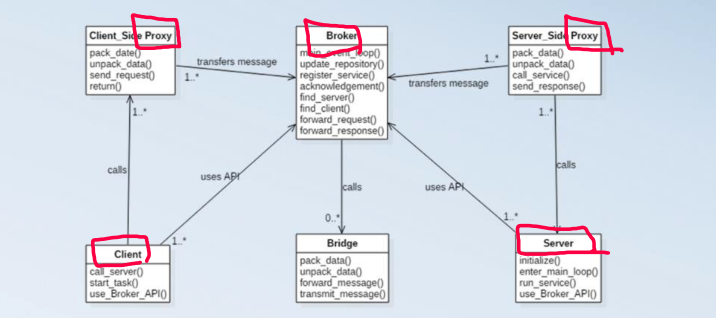 Client_Side Proxy
pack_date()
unpack_data()
send_request()
return()
transfers message
1..*
Broker
main_event_loop()
update_repository()
register_service()
acknowledgement()
find_server()
find_client()
forward_request()
forward_response()
1..*
transfers message
Server_Side Proxy
pack_data()
unpack_data()
call_service()
send_response()
1..*
calls
uses API
1..*
calls
0..*
uses API
1..*
1..*
calls
Client
call_server()
start_task()
use_Broker_API()
Bridge
pack_data()
unpack_data()
forward_message()
transmit_message()
Server
initialize()
enter_main_loop()
run_service()
use_Broker_API()